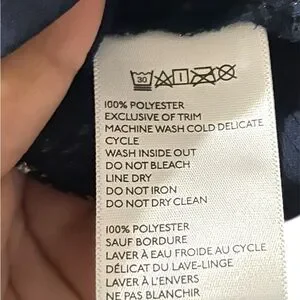 30
100% POLYESTER
EXCLUSIVE OF TRIM
MACHINE WASH COLD DELICATE
CYCLE
WASH INSIDE OUT
DO NOT BLEACH
LINE DRY
DO NOT IRON
DO NOT DRY CLEAN
100% POLYESTER
SAUF BORDURE
LAVER À EAU FROIDE AU CYCLE
DÉLICAT DU LAVE-LINGE
LAVER À L'ENVERS
NE PAS BLANCHIR